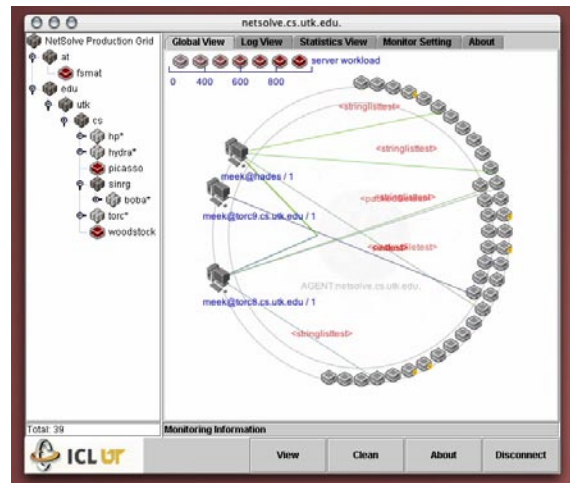 netsolve.cs.utk.edu.
NetSolve Production Grid
at
fsmat
edu
utk
cs
hp*
hydra*
picasso
sinrg
boba*
torc*
woodstock
Total: 39
Global View Log View Statistics View Monitor Setting About
server workload
0 400 600 800
<stringlisttest>
<stringlisttest>
meek@hades / 1
meek@torc9.cs.utk.edu / 1
AGENT:netsolve.cs.utk.edu.
meek@torc8.cs.utk.edu / 1
<stringlisttest>
Monitoring Information
ICL UT
View Clean About Disconnect